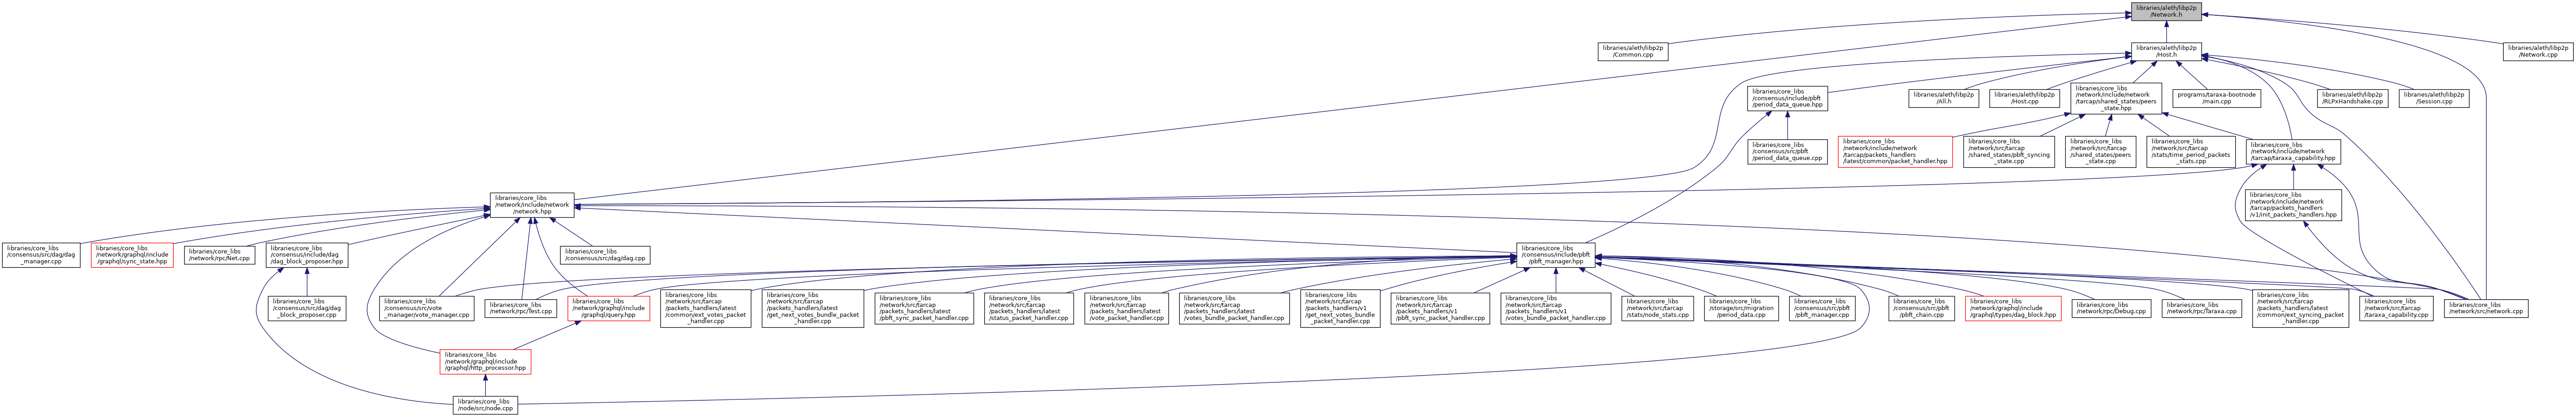 libraries/aleth/libp2p
/Network.h
libraries/aleth/libp2p
/Common.cpp
libraries/aleth/libp2p
/Host.h
libraries/aleth/libp2p
/Network.cpp
libraries/core_libs
/consensus/include/pbft
/period_data_queue.hpp
libraries/aleth/libp2p
/All.h
libraries/aleth/libp2p
/Host.cpp
libraries/core_libs
/network/include/network
/tarcap/shared_states/peers
_state.hpp
programs/taraxa-bootnode
/main.cpp
libraries/aleth/libp2p
/RLPxHandshake.cpp
libraries/aleth/libp2p
/Session.cpp
libraries/core_libs
/consensus/src/pbft
/period_data_queue.cpp
libraries/core_libs
/network/include/network
/tarcap/packets_handlers
/latest/common/packet_handler.hpp
libraries/core_libs
/network/src/tarcap
/shared_states/pbft_syncing
_state.cpp
libraries/core_libs
/network/src/tarcap
/shared_states/peers
_state.cpp
libraries/core_libs
/network/src/tarcap
/stats/time_period_packets
_stats.cpp
libraries/core_libs
/network/include/network
/tarcap/taraxa_capability.hpp
libraries/core_libs
/network/include/network
/network.hpp
libraries/core_libs
/network/include/network
/tarcap/packets_handlers
/v1/init_packets_handlers.hpp
libraries/core_libs
/consensus/src/dag/dag
_manager.cpp
libraries/core_libs
/network/graphql/include
/graphql/sync_state.hpp
libraries/core_libs
/network/rpc/Net.cpp
libraries/core_libs
/consensus/include/dag
/dag_block_proposer.hpp
libraries/core_libs
/consensus/src/dag/dag.cpp
libraries/core_libs
/consensus/include/pbft
/pbft_manager.hpp
libraries/core_libs
/consensus/src/dag/dag
_block_proposer.cpp
libraries/core_libs
/consensus/src/vote
_manager/vote_manager.cpp
libraries/core_libs
/network/rpc/Test.cpp
libraries/core_libs
/network/graphql/include
/graphql/query.hpp
libraries/core_libs
/network/src/tarcap
/packets_handlers/latest
/common/ext_votes_packet
_handler.cpp
libraries/core_libs
/network/src/tarcap
/packets_handlers/latest
/get_next_votes_bundle_packet
_handler.cpp
libraries/core_libs
/network/src/tarcap
/packets_handlers/latest
/pbft_sync_packet_handler.cpp
libraries/core_libs
/network/src/tarcap
/packets_handlers/latest
/status_packet_handler.cpp
libraries/core_libs
/network/src/tarcap
/packets_handlers/latest
/vote_packet_handler.cpp
libraries/core_libs
/network/src/tarcap
/packets_handlers/latest
/votes_bundle_packet_handler.cpp
libraries/core_libs
/network/src/tarcap
/packets_handlers/v1
/get_next_votes_bundle
_packet_handler.cpp
libraries/core_libs
/network/src/tarcap
/packets_handlers/v1
/pbft_sync_packet_handler.cpp
libraries/core_libs
/network/src/tarcap
/packets_handlers/v1
/votes_bundle_packet_handler.cpp
libraries/core_libs
/network/src/tarcap
/stats/node_stats.cpp
libraries/core_libs
/storage/src/migration
/period_data.cpp
libraries/core_libs
/consensus/src/pbft
/pbft_manager.cpp
libraries/core_libs
/consensus/src/pbft
/pbft_chain.cpp
libraries/core_libs
/network/graphql/include
/graphql/types/dag_block.hpp
libraries/core_libs
/network/rpc/Debug.cpp
libraries/core_libs
/network/rpc/Taraxa.cpp
libraries/core_libs
/network/src/tarcap
/packets_handlers/latest
/common/ext_syncing_packet
_handler.cpp
libraries/core_libs
/network/src/tarcap
/taraxa_capability.cpp
libraries/core_libs
/network/src/network.cpp
libraries/core_libs
/network/graphql/include
/graphql/http_processor.hpp
libraries/core_libs
/node/src/node.cpp